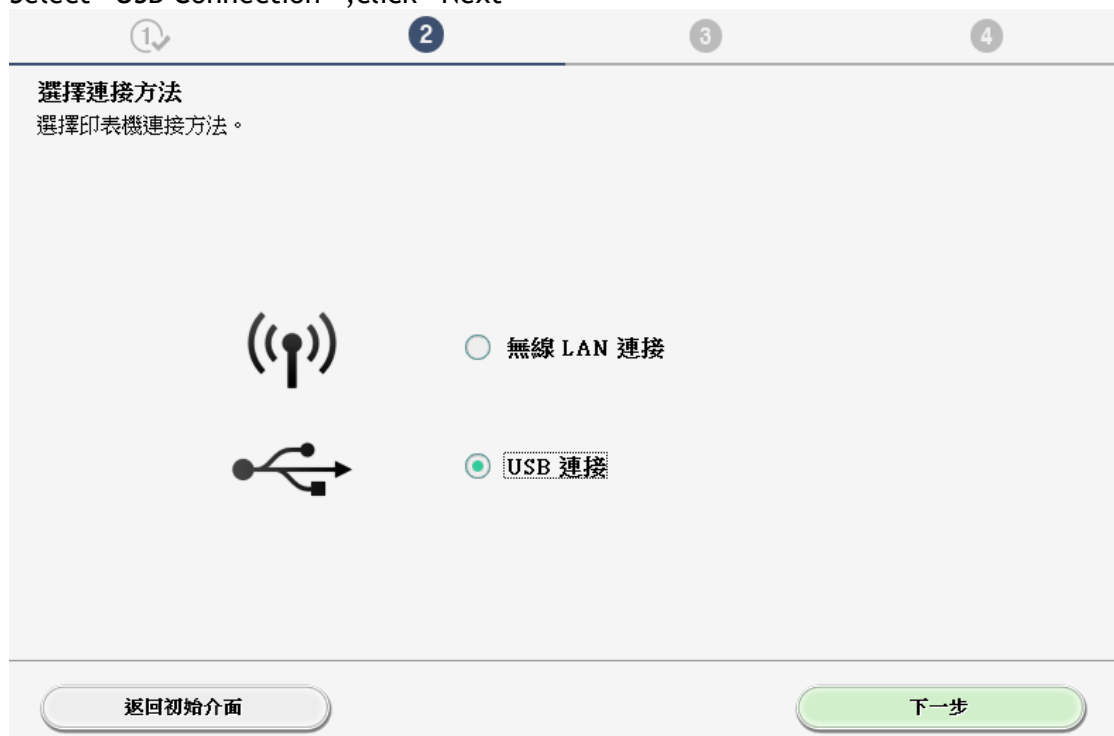 Select "USB Connection" ,click "Next"
1 2 3 4
選擇連接方法
選擇印表機連接方法。
無線 LAN 連接
USB 連接
返回初始介面 下一步